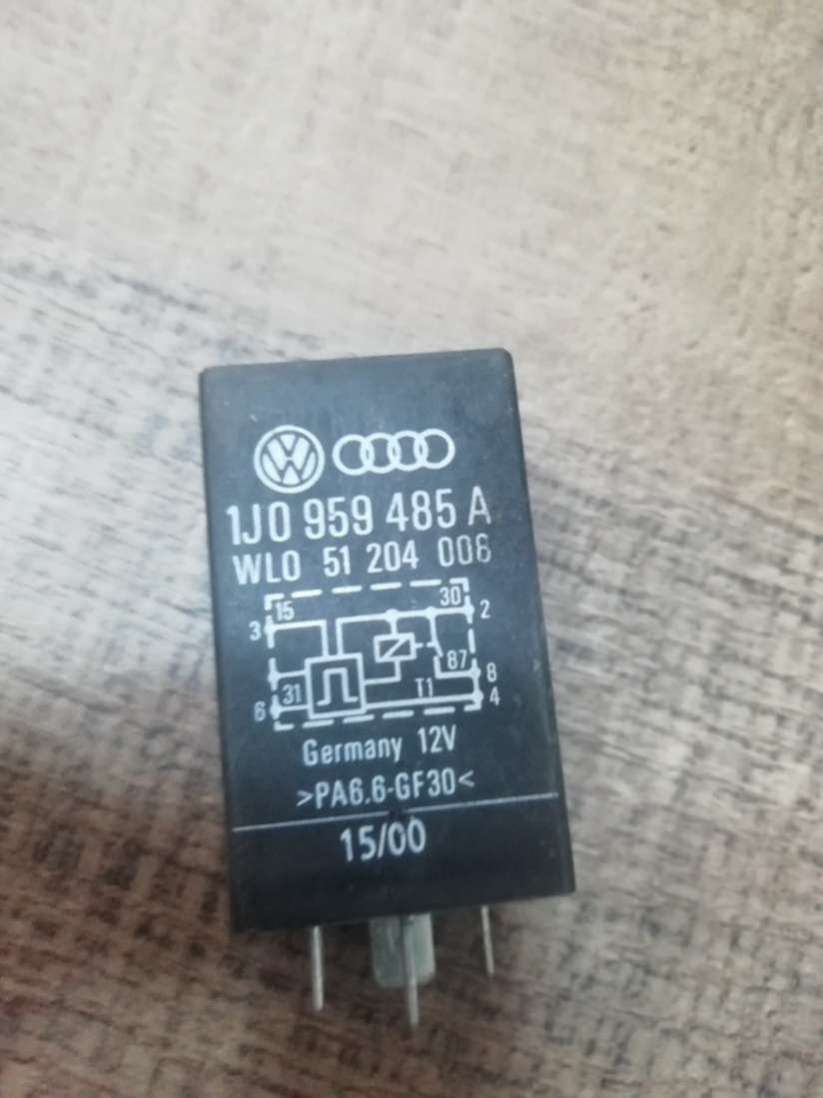 1J0 959 485 A
WL0 51 204 006
15 30
3 2
87
8
31 T1
6 4
Germany 12V
>PA6.6-GF30<
15/00